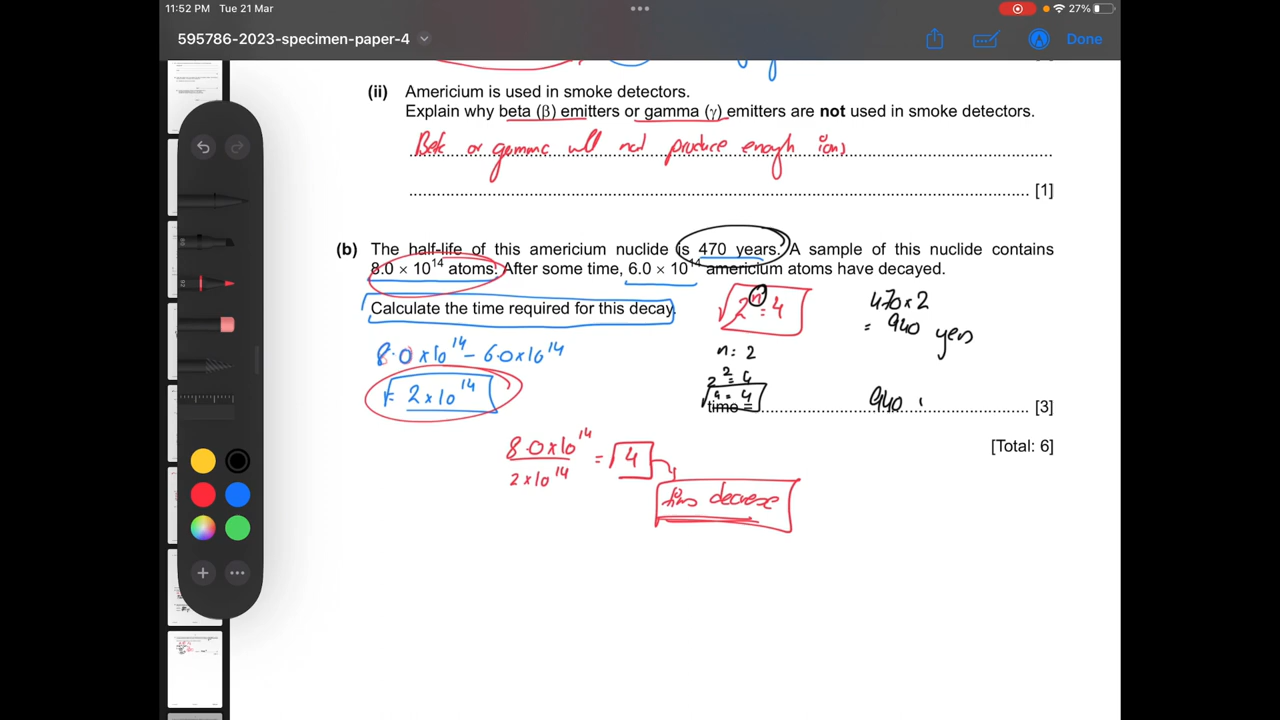 11:52 PM Tue 21 Mar
27%
595786-2023-specimen-paper-4
Done
(ii) Americium is used in smoke detectors.
Explain why beta (β) emitters or gamma (γ) emitters are not used in smoke detectors.
Beta or gamma will not produce enough ions
[1]
(b) The half-life of this americium nuclide is 470 years. A sample of this nuclide contains
8.0 × 10¹⁴ atoms. After some time, 6.0 × 10¹⁴ americium atoms have decayed.
Calculate the time required for this decay.
2ⁿ = 4
470 × 2
= 940 years
n = 2
8.0 × 10¹⁴ − 6.0 × 10¹⁴
= 2 × 10¹⁴
2² = 4
4 = 4
time = 940 [3]
[Total: 6]
8.0 × 10¹⁴
2 × 10¹⁴
= 4
decrease